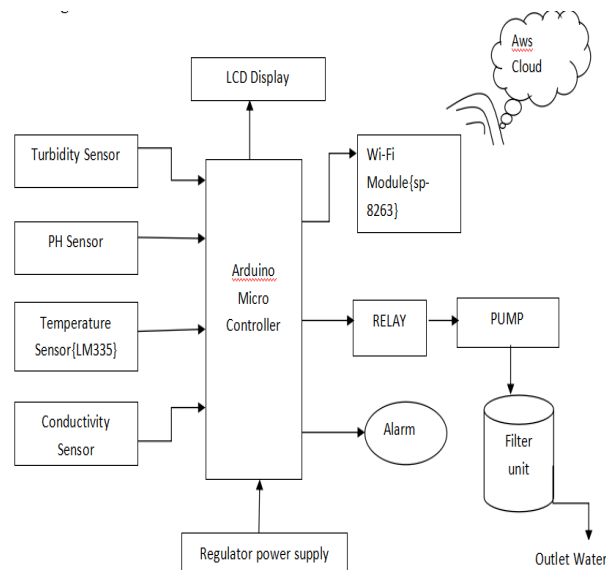 Aws
Cloud
LCD Display
Turbidity Sensor
Wi-Fi
Module{sp-
8263}
PH Sensor
Arduino
Micro
Controller
Temperature
Sensor{LM335}
RELAY
PUMP
Conductivity
Sensor
Alarm
Filter
unit
Regulator power supply
Outlet Water